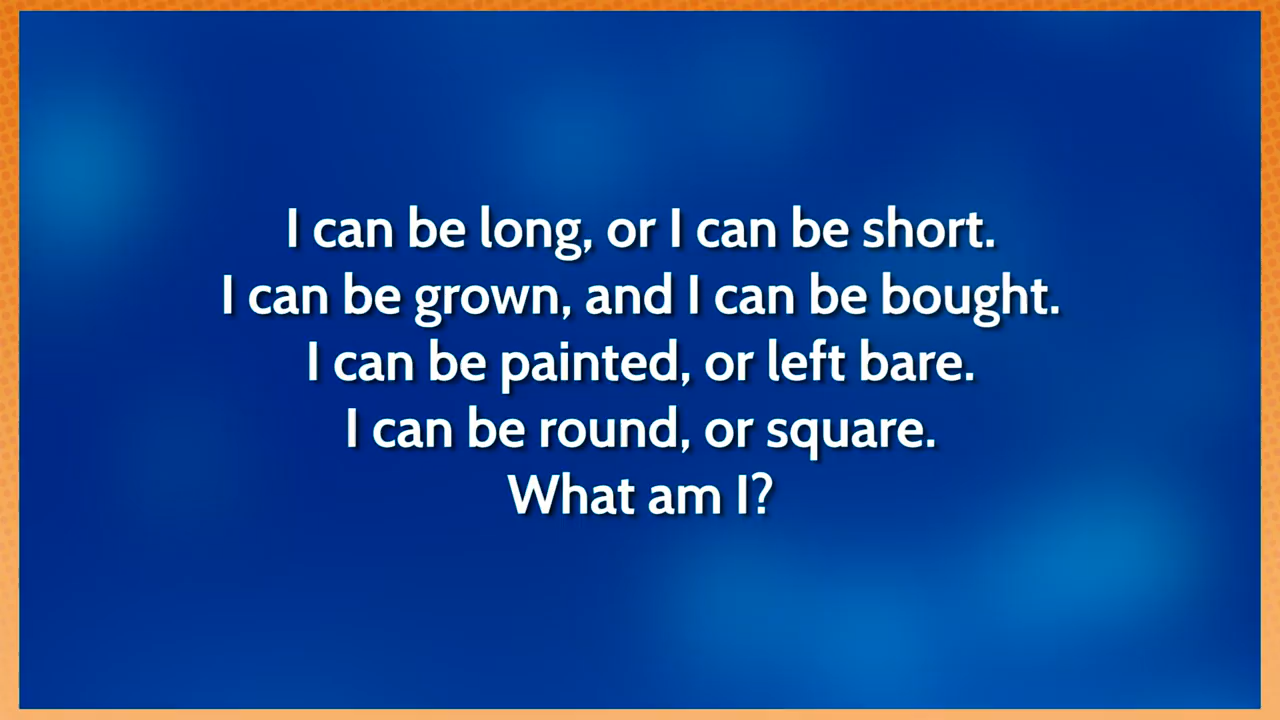 I can be long, or I can be short.
I can be grown, and I can be bought.
I can be painted, or left bare.
I can be round, or square.
What am I?